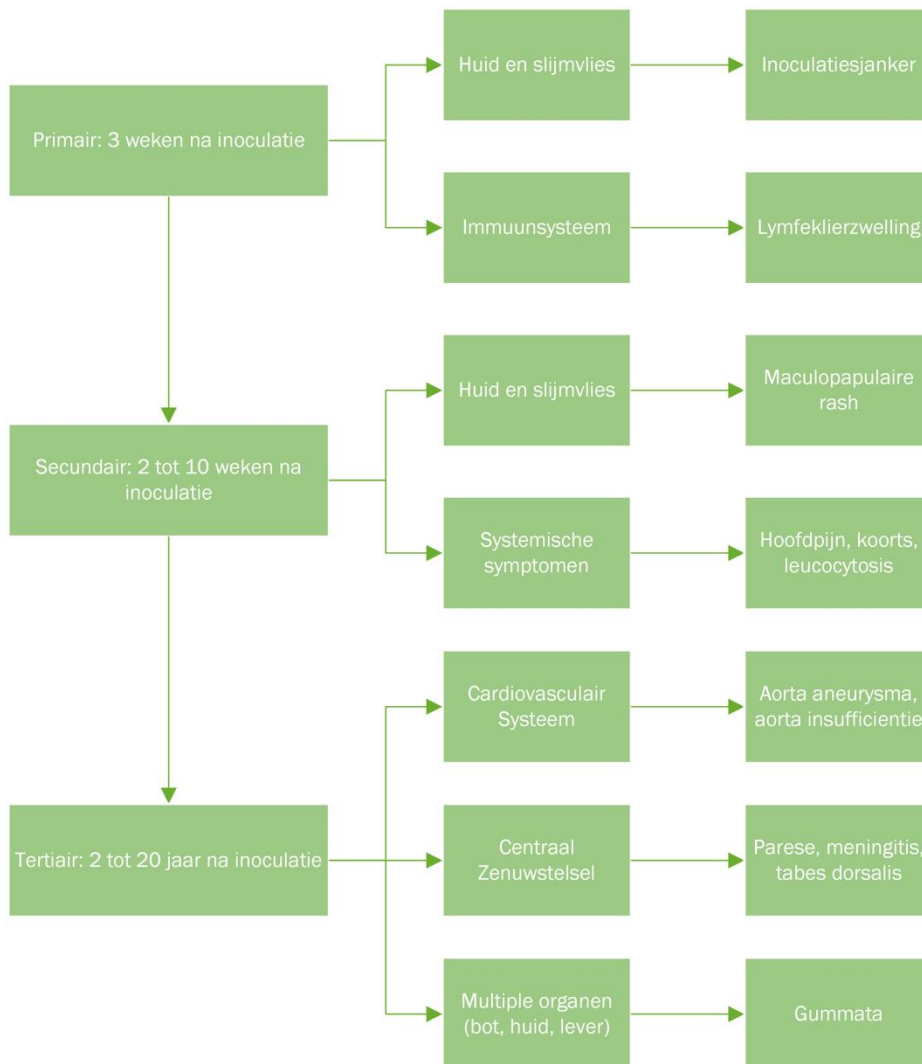 Huid en slijmvlies
Inoculatiesjanker
Primair: 3 weken na inoculatie
Immuunsysteem
Lymfeklierzwelling
Huid en slijmvlies
Maculopapulaire
rash
Secundair: 2 tot 10 weken na
inoculatie
Systemische
symptomen
Hoofdpijn, koorts,
leucocytosis
Cardiovasculair
Systeem
Aorta aneurysma,
aorta insufficientie
Tertiair: 2 tot 20 jaar na inoculatie
Centraal
Zenuwstelsel
Parese, meningitis,
tabes dorsalis
Multiple organen
(bot, huid, lever)
Gummata